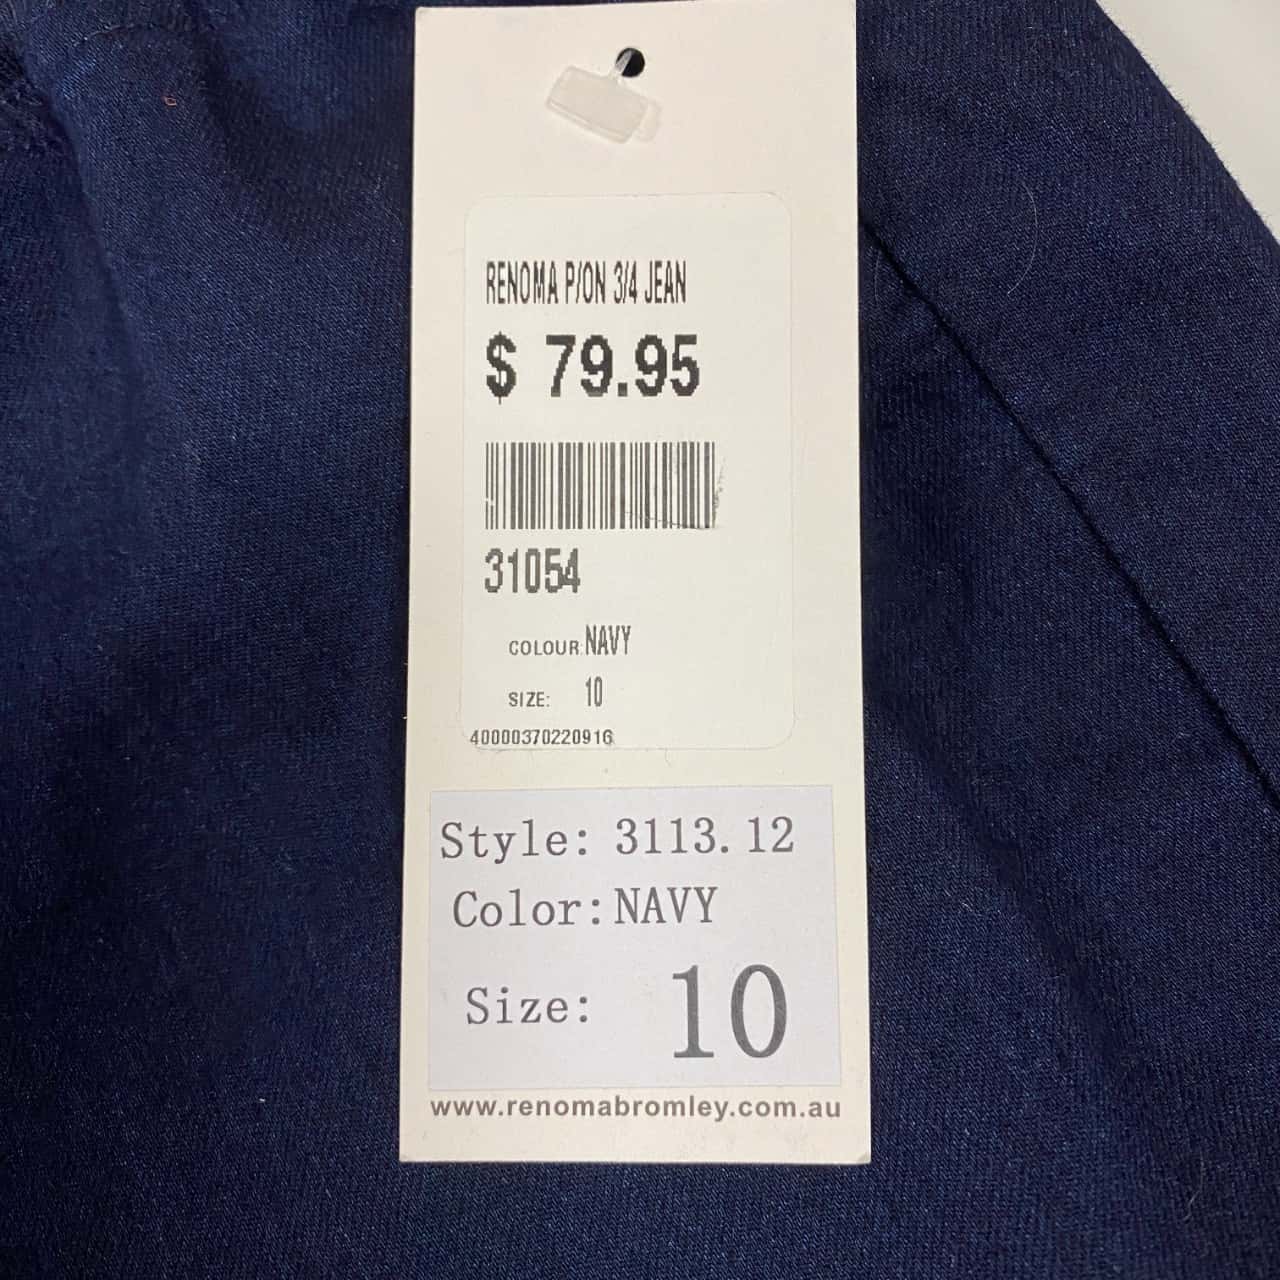 RENOMA P/ON 3/4 JEAN
$ 79.95
31054
COLOUR: NAVY
SIZE: 10
40000370220916
Style: 3113.12
Color: NAVY
Size: 10
www.renomabromley.com.au